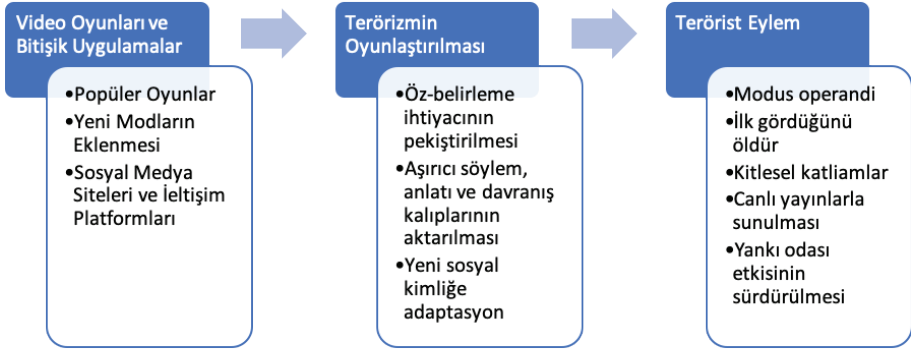 Video Oyunları ve
Bitişik Uygulamalar
•Popüler Oyunlar
•Yeni Modların
Eklenmesi
•Sosyal Medya
Siteleri ve İeltişim
Platformları
Terörizmin
Oyunlaştırılması
•Öz-belirleme
ihtiyacının
pekiştirilmesi
•Aşırıcı söylem,
anlatı ve davranış
kalıplarının
aktarılması
•Yeni sosyal
kimliğe
adaptasyon
Terörist Eylem
•Modus operandi
•İlk gördüğünü
öldür
•Kitlesel katliamlar
•Canlı yayınlarla
sunulması
•Yankı odası
etkisinin
sürdürülmesi